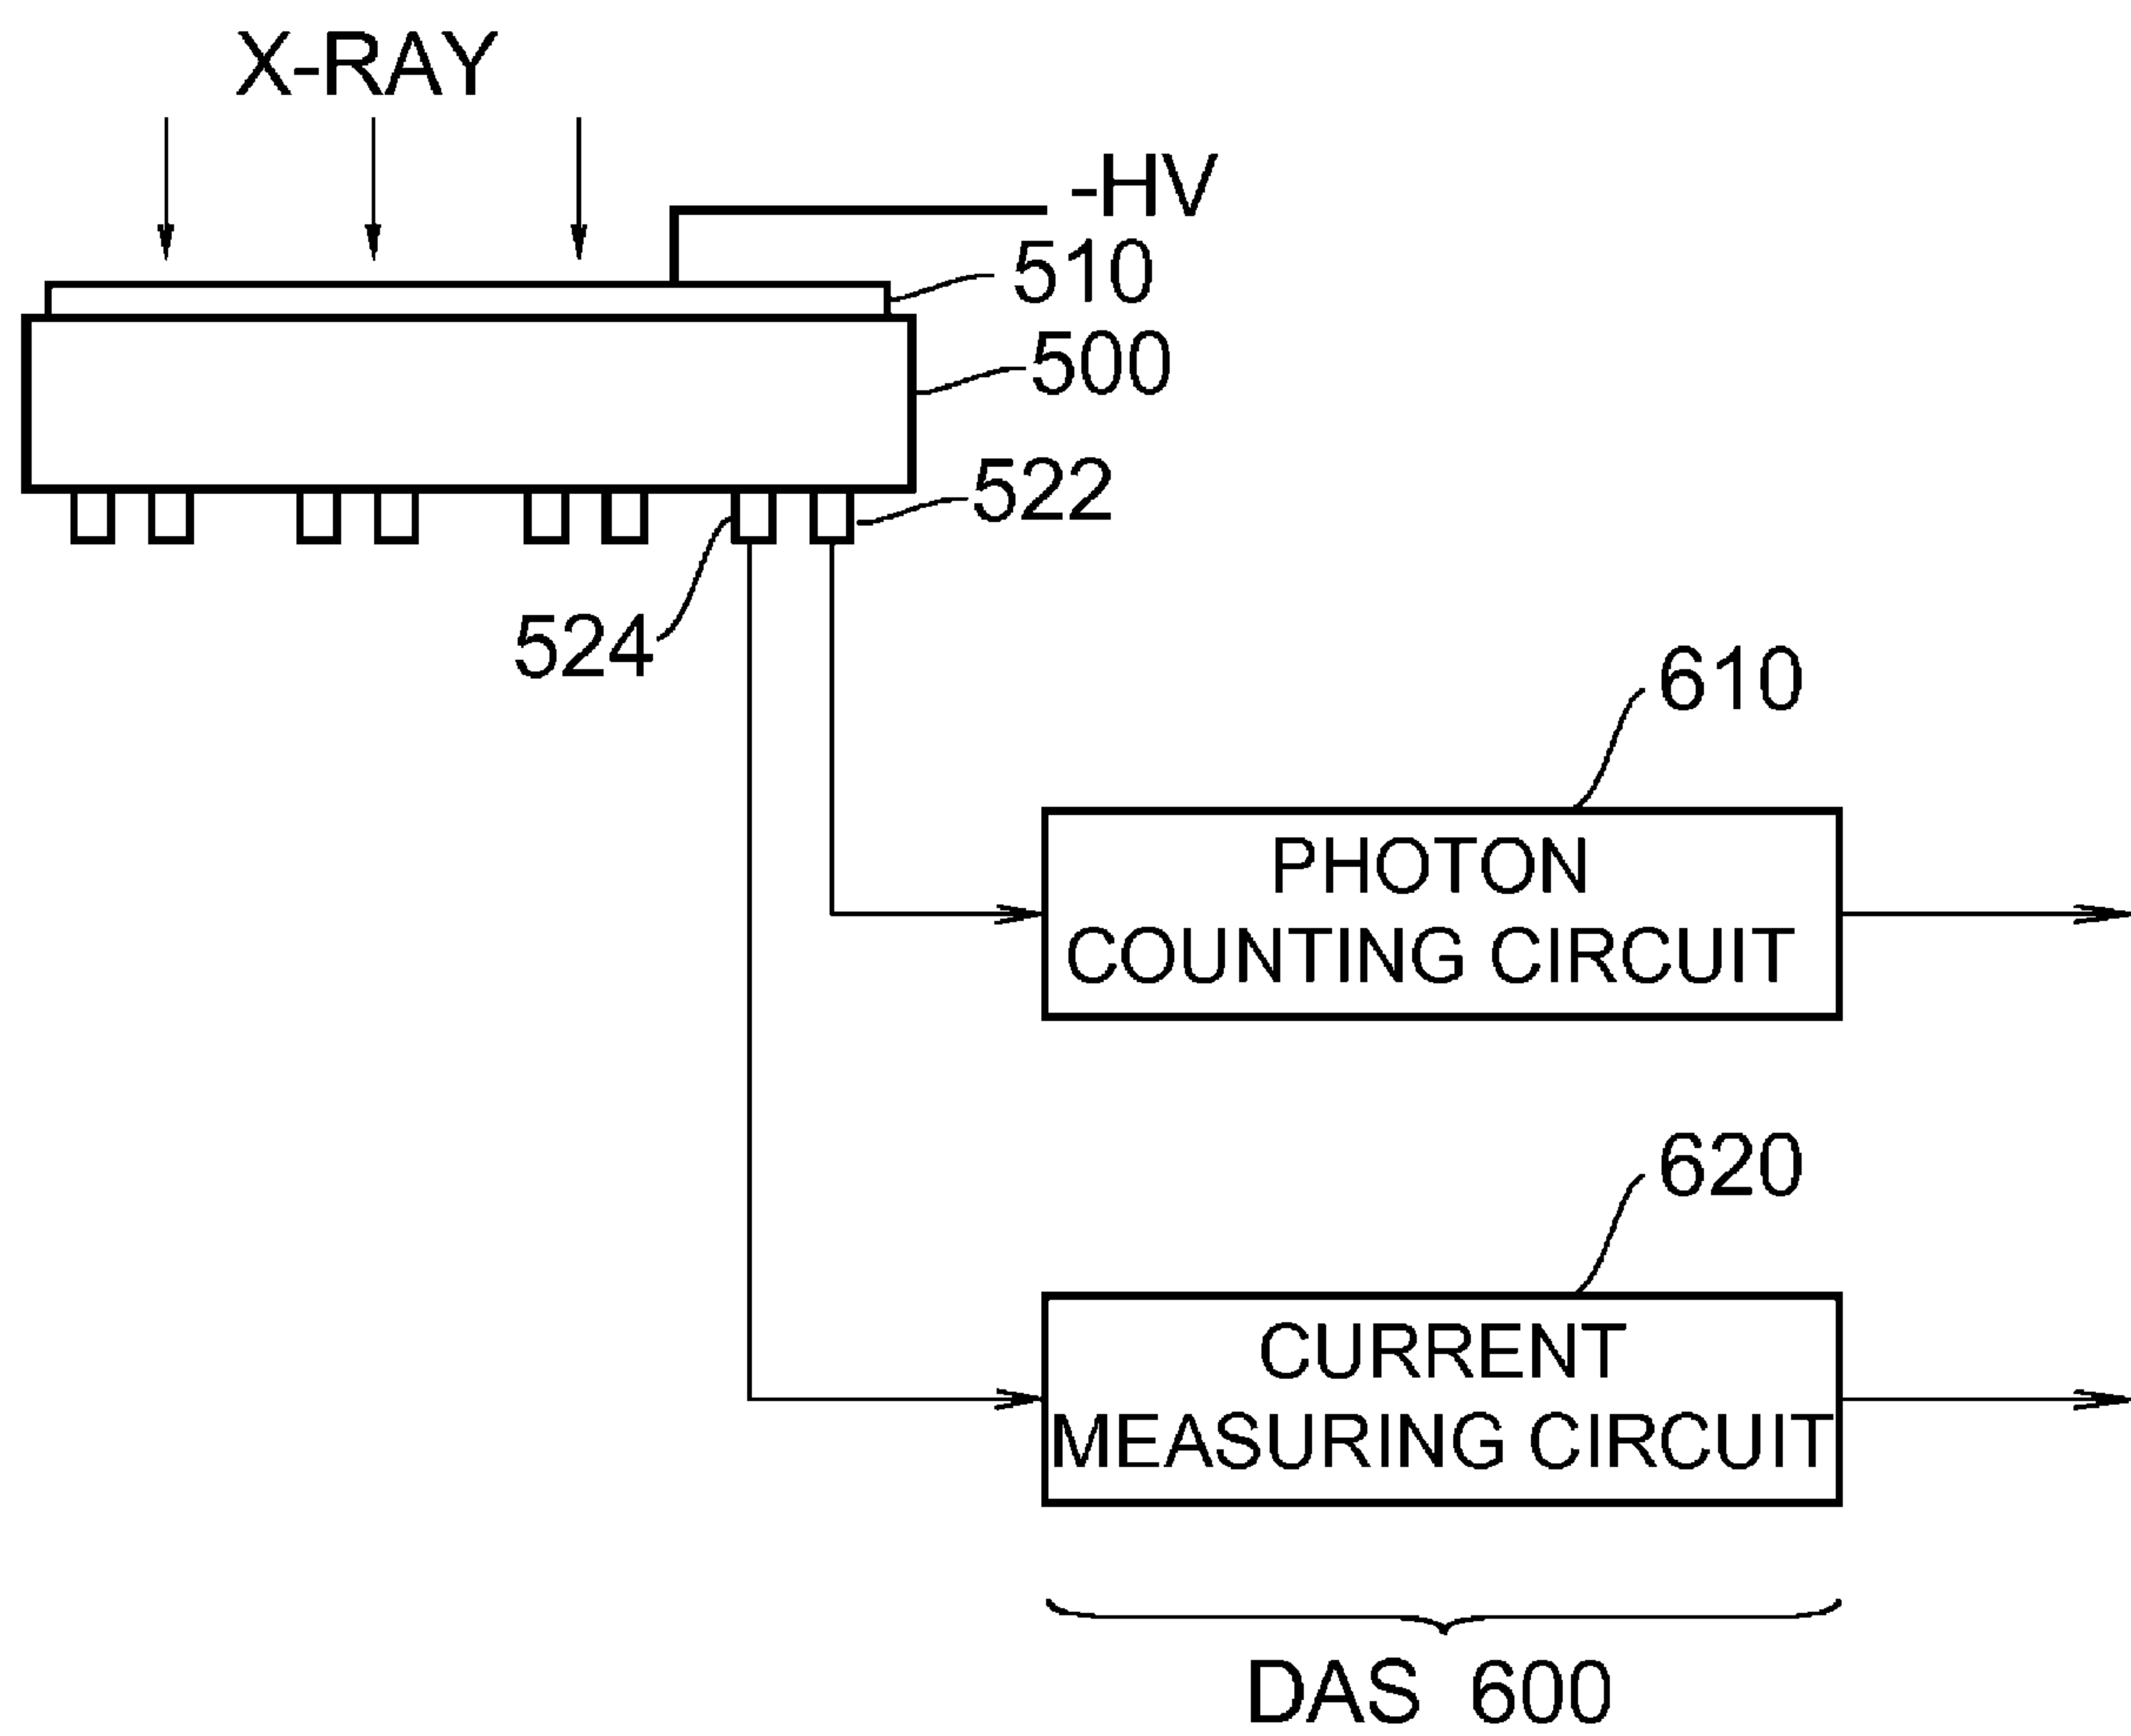 X-RAY
-HV
510
500
522
524
610
PHOTON
COUNTING CIRCUIT
620
CURRENT
MEASURING CIRCUIT
DAS 600